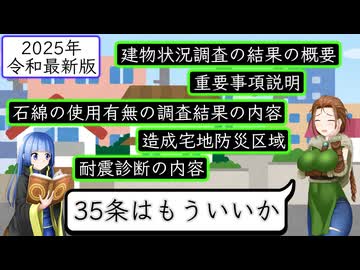 2025年
令和最新版
建物状況調査の結果の概要
重要事項説明
石綿の使用有無の調査結果の内容
造成宅地防災区域
耐震診断の内容
35条はもういいか